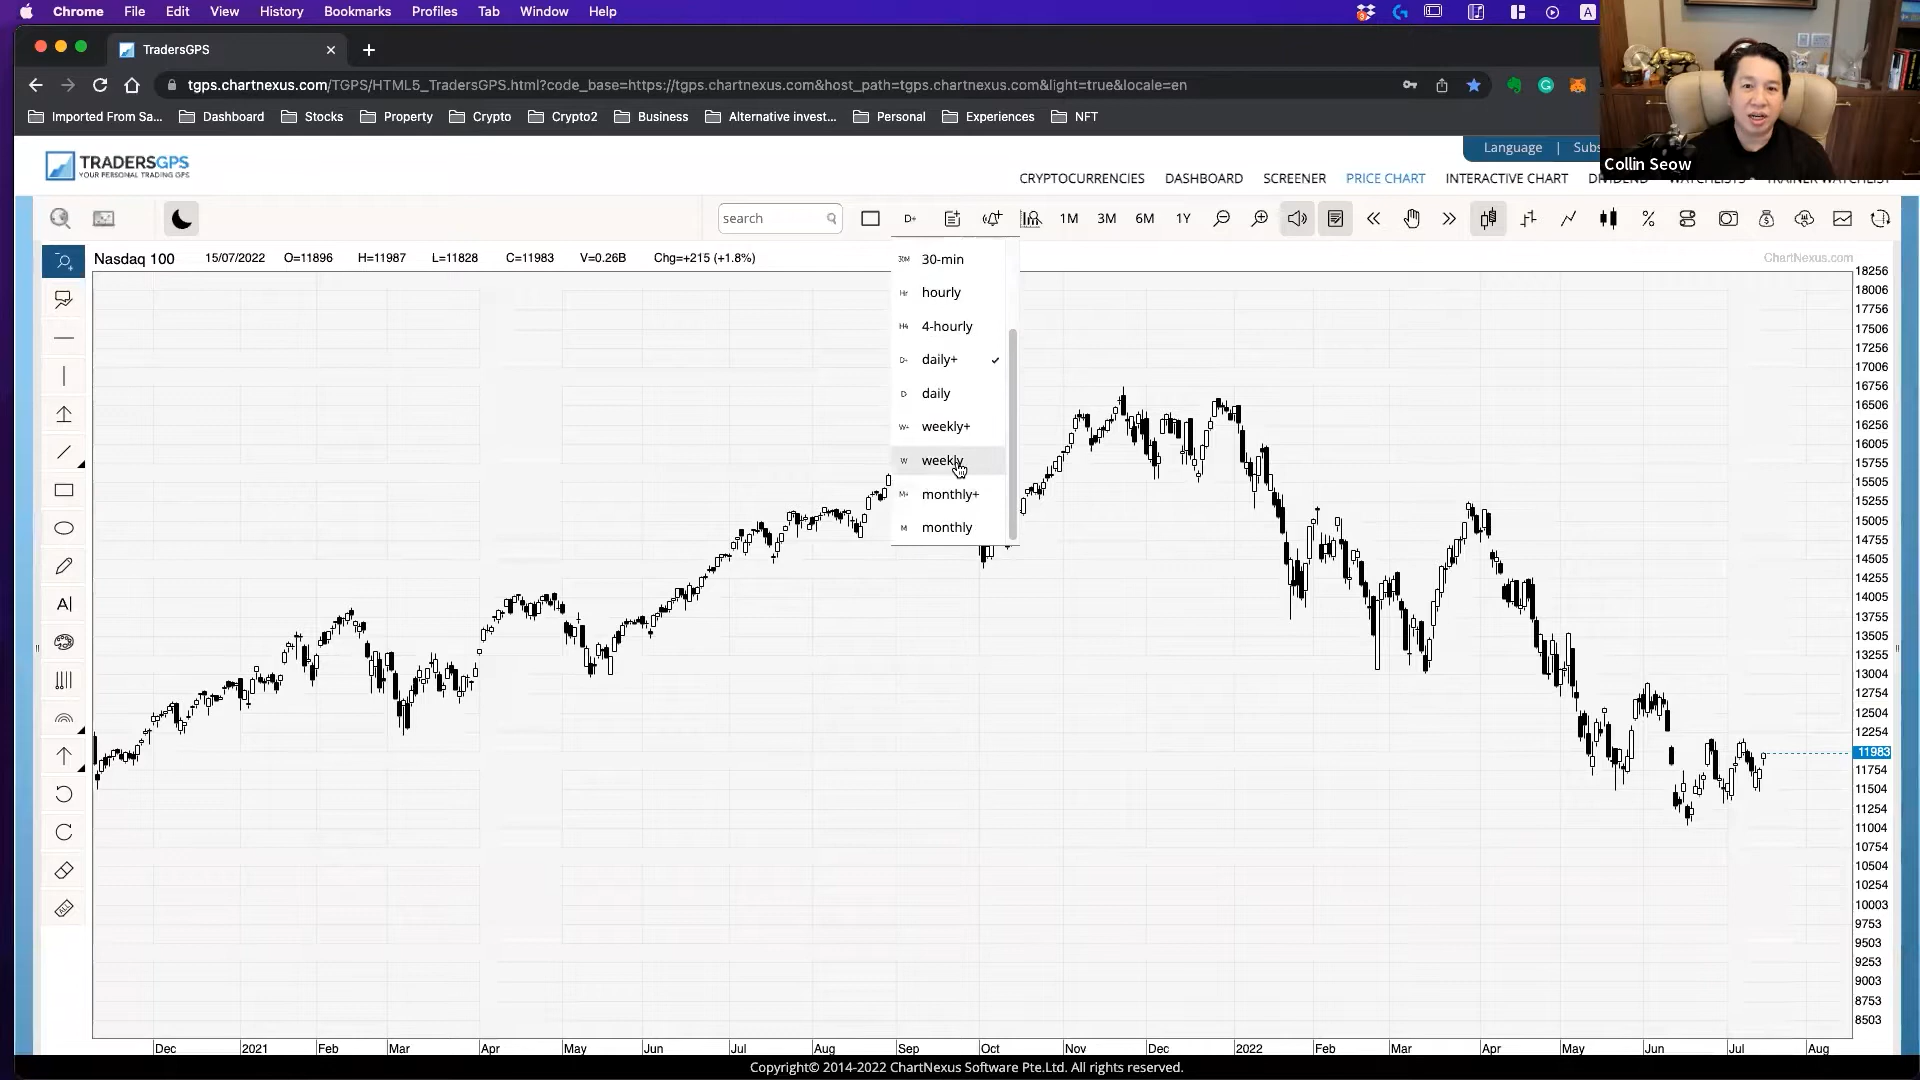 Chrome File Edit View History Bookmarks Profiles Tab Window Help A
TradersGPS
tgps.chartnexus.com/TGPS/HTML5_TradersGPS.html?code_base=https://tgps.chartnexus.com&host_path=tgps.chartnexus.com&light=true&locale=en
Imported From Sa... Dashboard Stocks Property Crypto Crypto2 Business Alternative invest... Personal Experiences NFT
Collin Seow
Language | Subs
TRADERSGPS
YOUR PERSONAL TRADING GPS
CRYPTOCURRENCIES DASHBOARD SCREENER PRICE CHART INTERACTIVE CHART
search D+ 1M 3M 6M 1Y
Nasdaq 100 15/07/2022 O=11896 H=11987 L=11828 C=11983 V=0.26B Chg=+215 (+1.8%)
ChartNexus.com
30M 30-min
Hr hourly
H4 4-hourly
D+ daily+
D daily
W+ weekly+
W weekly
M+ monthly+
M monthly
A
ALL
18256
18006
17756
17506
17256
17006
16756
16506
16256
16005
15755
15505
15255
15005
14755
14505
14255
14005
13755
13505
13255
13004
12754
12504
12254
11983
11754
11504
11254
11004
10754
10504
10254
10003
9753
9503
9253
9003
8753
8503
Dec 2021 Feb Mar Apr May Jun Jul Aug Sep Oct Nov Dec 2022 Feb Mar Apr May Jun Jul Aug
Copyright© 2014-2022 ChartNexus Software Pte.Ltd. All rights reserved.